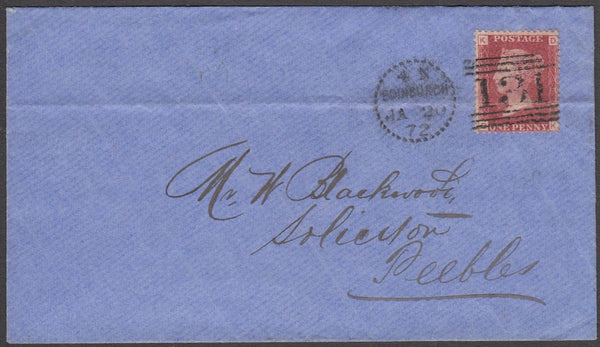 K POSTAGE D
4 N
EDINBURGH
JA 20
72
131
ONE PENNY K
Mr. W Blackwood,
Solicitor
Peebles